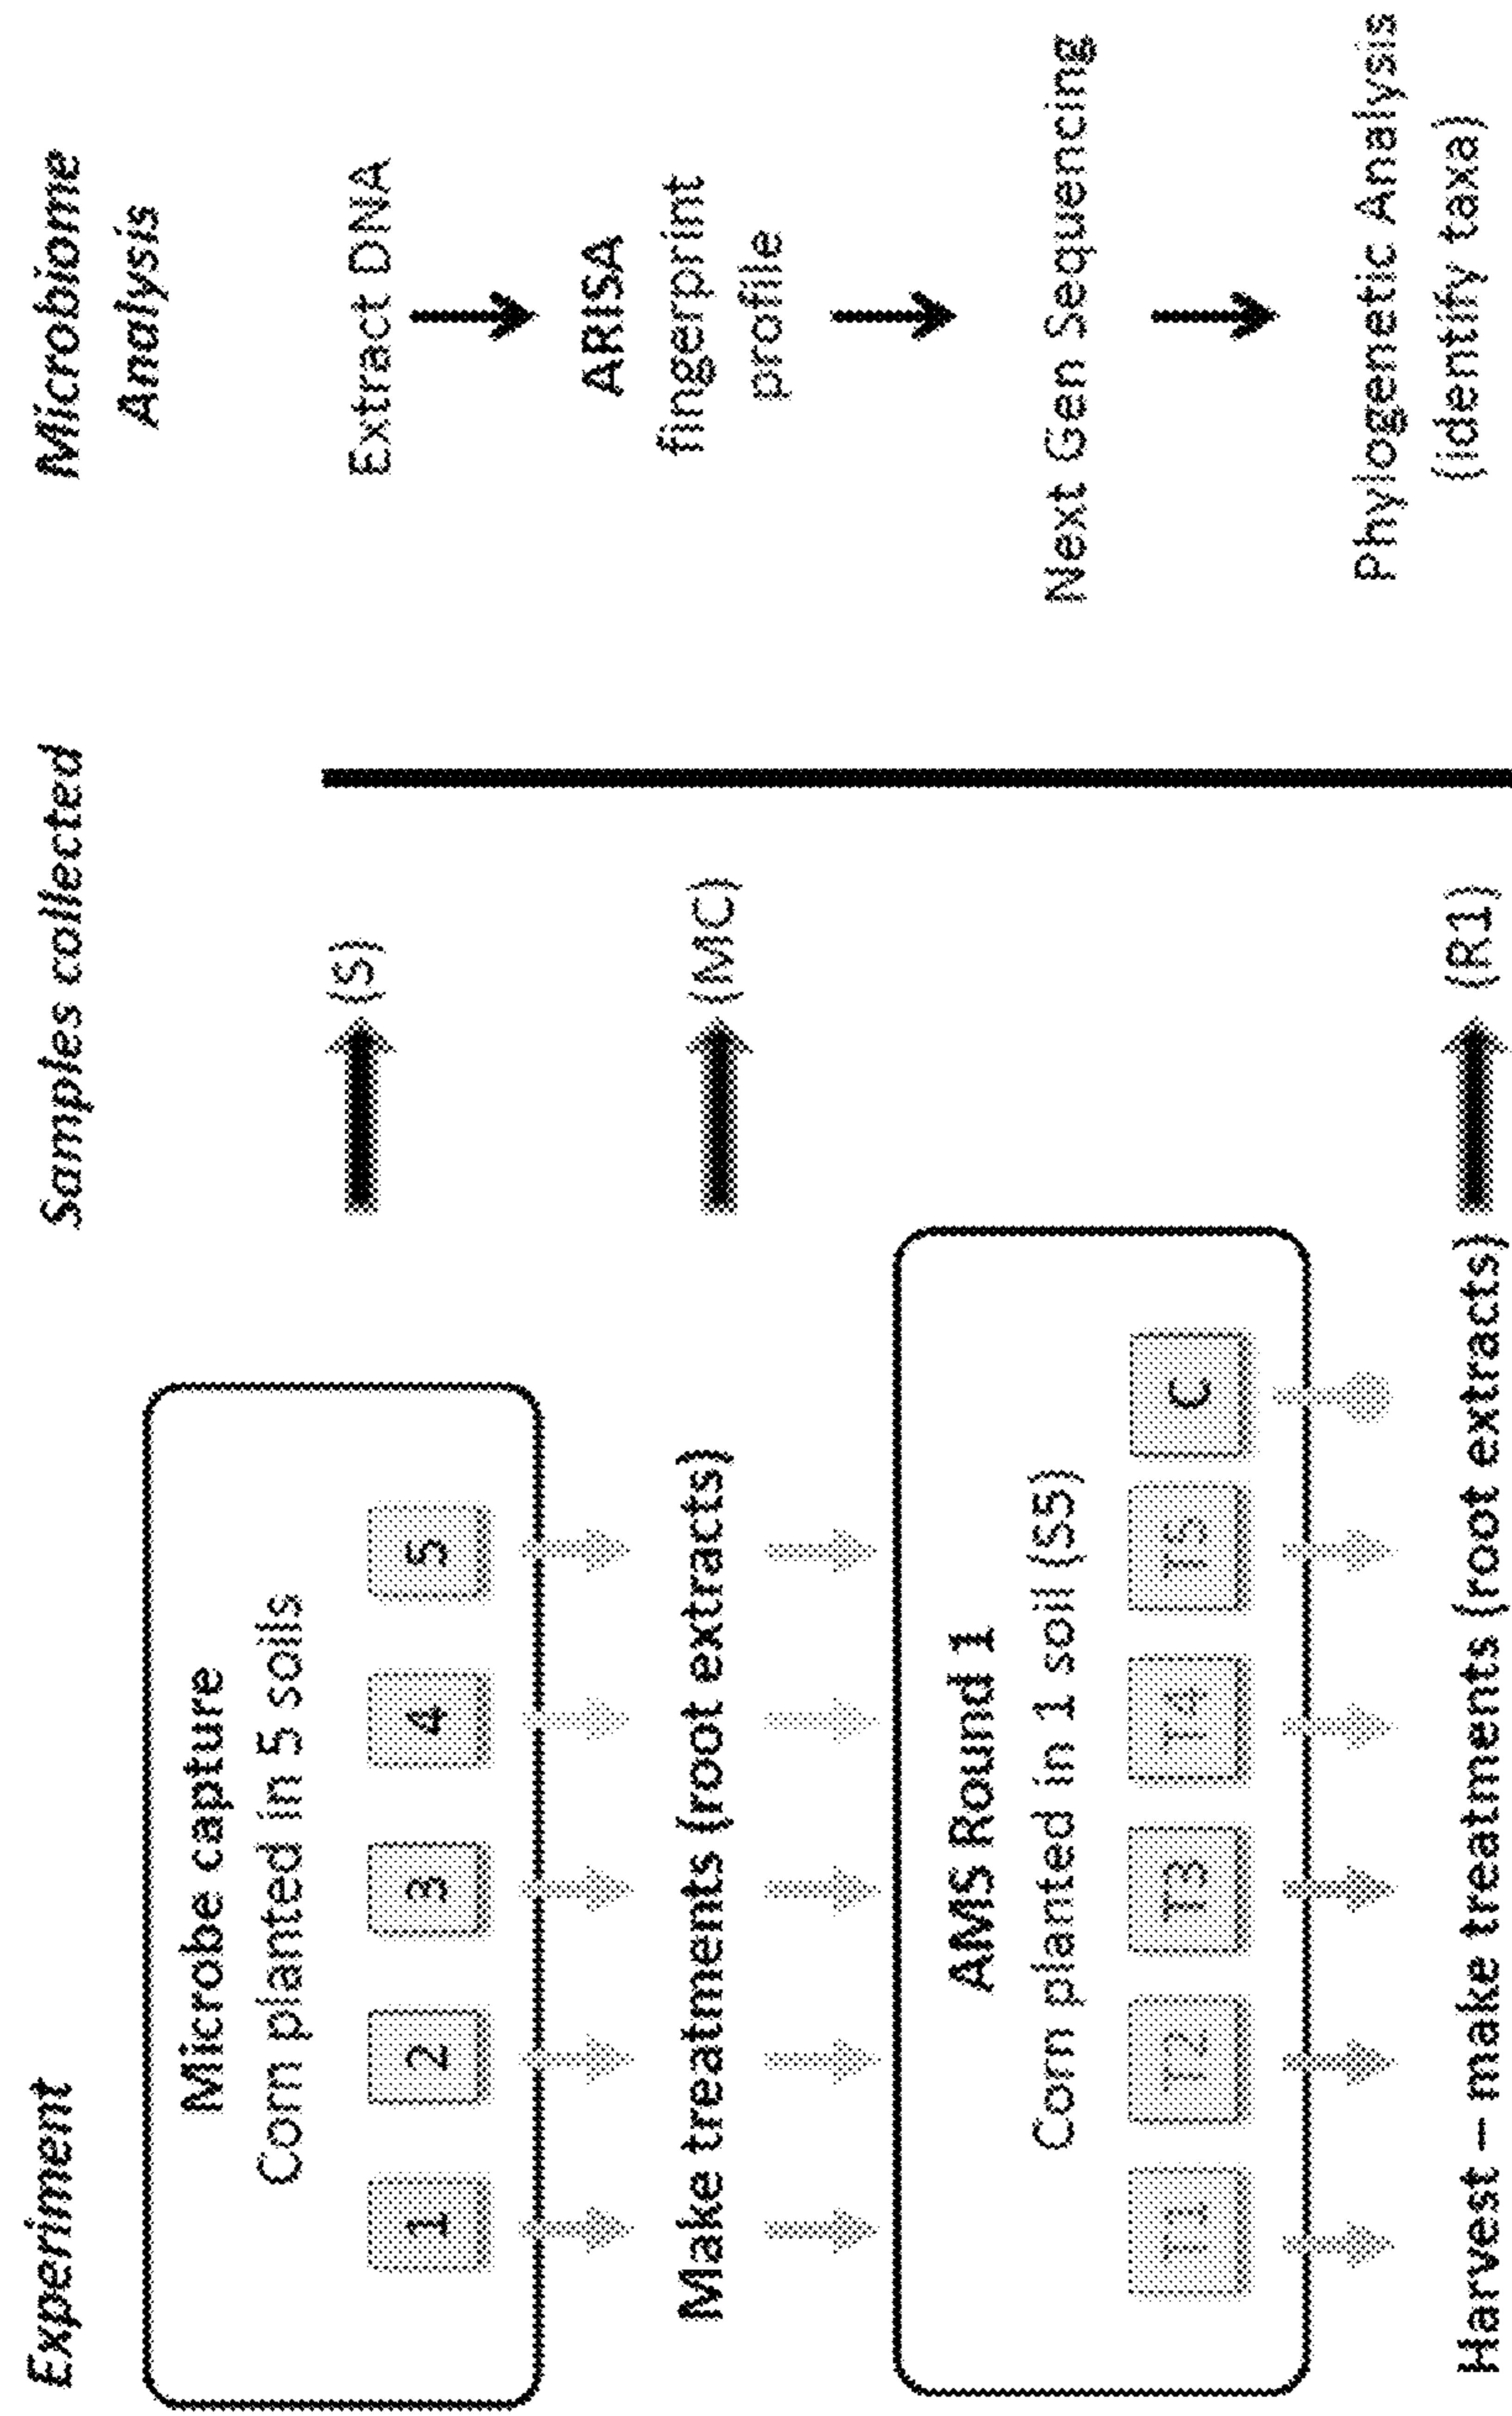 Experiment
Samples collected
Microbiome
Analysis
Microbe capture
Corn planted in 5 soils
1 2 3 4 5
(S)
Make treatments (root extracts)
(MC)
AMS Round 1
Corn planted in 1 soil (S5)
T1 T2 T3 T4 T5 C
Harvest – make treatments (root extracts)
(R1)
Extract DNA
ARISA
fingerprint
profile
Next Gen Sequencing
Phylogenetic Analysis
(identify taxa)